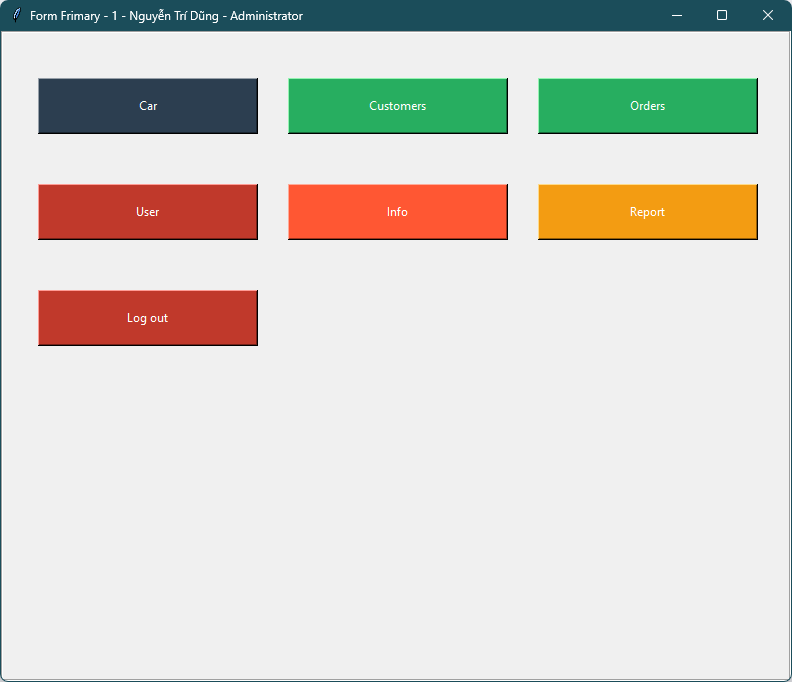 Form Frimary - 1 - Nguyễn Trí Dũng - Administrator
Car
Customers
Orders
User
Info
Report
Log out